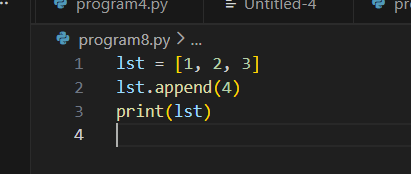 program4.py Untitled-4 pro
program8.py > ...
1 lst = [1, 2, 3]
2 lst.append(4)
3 print(lst)
4